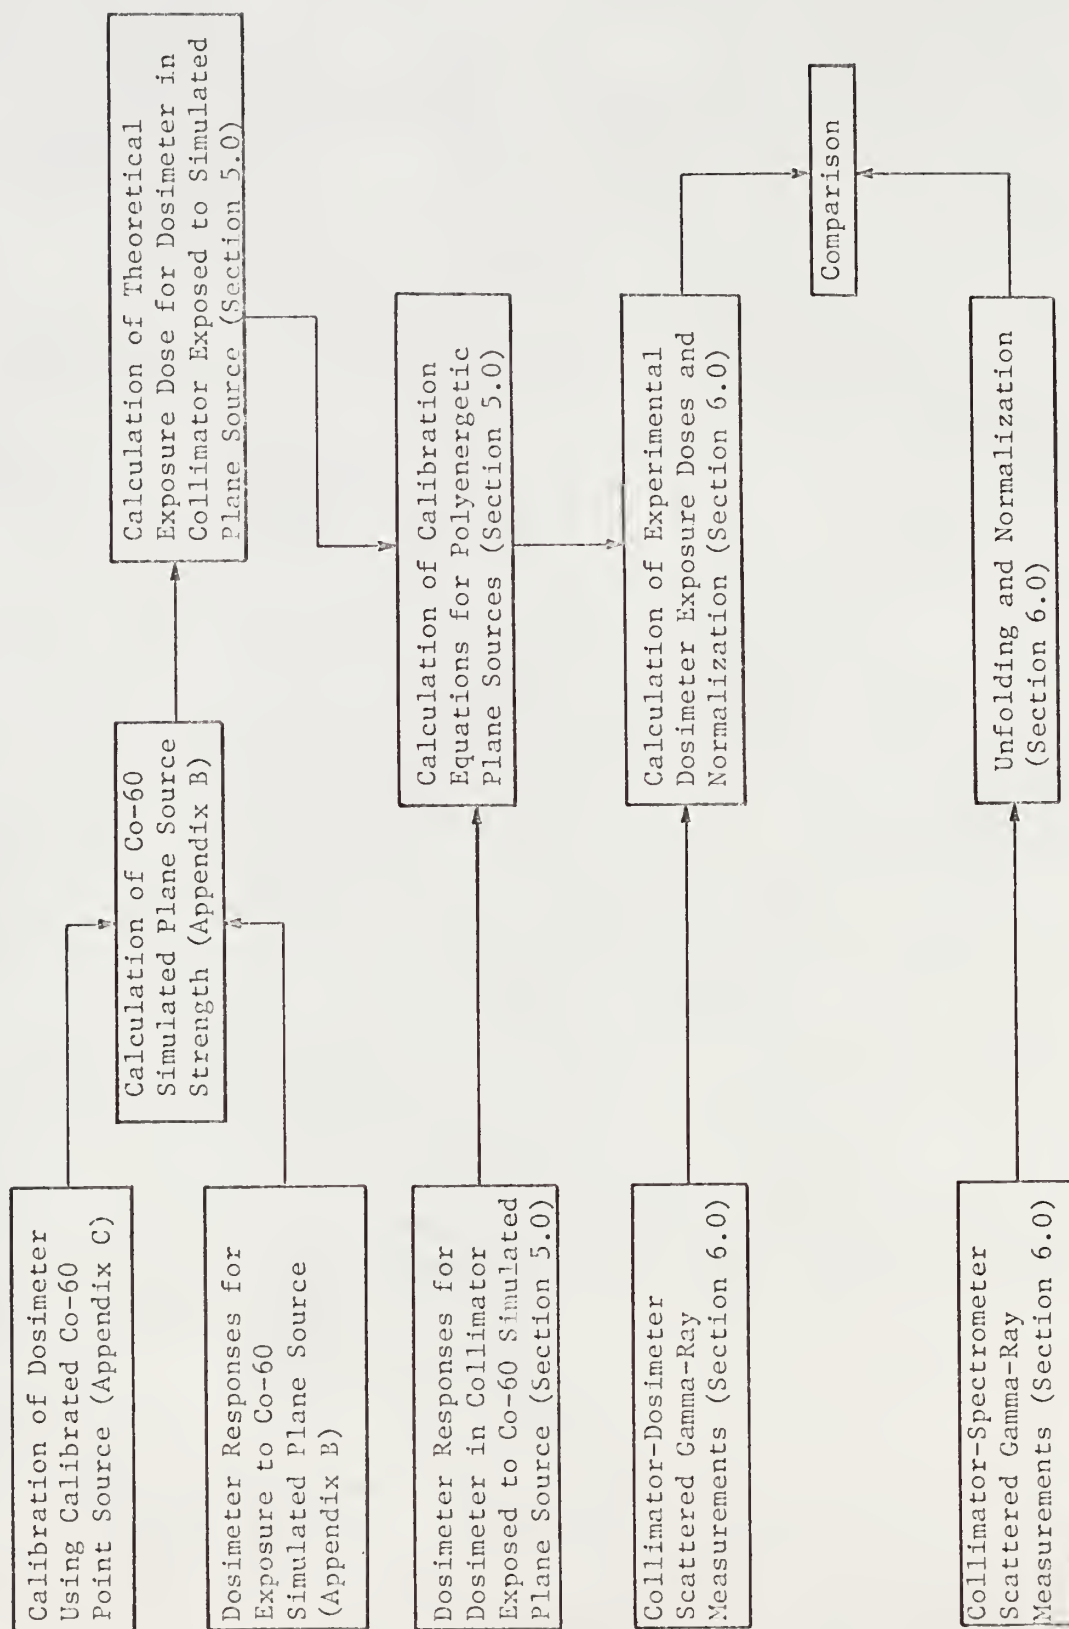 Calibration of Dosimeter
Using Calibrated Co-60
Point Source (Appendix C)
Dosimeter Responses for
Exposure to Co-60
Simulated Plane Source
(Appendix B)
Calculation of Co-60
Simulated Plane Source
Strength (Appendix B)
Calculation of Theoretical
Exposure Dose for Dosimeter in
Collimator Exposed to Simulated
Plane Source (Section 5.0)
Dosimeter Responses for
Dosimeter in Collimator
Exposed to Co-60 Simulated
Plane Source (Section 5.0)
Calculation of Calibration
Equations for Polyenergetic
Plane Sources (Section 5.0)
Collimator-Dosimeter
Scattered Gamma-Ray
Measurements (Section 6.0)
Calculation of Experimental
Dosimeter Exposure Doses and
Normalization (Section 6.0)
Comparison
Collimator-Spectrometer
Scattered Gamma-Ray
Measurements (Section 6.0)
Unfolding and Normalization
(Section 6.0)